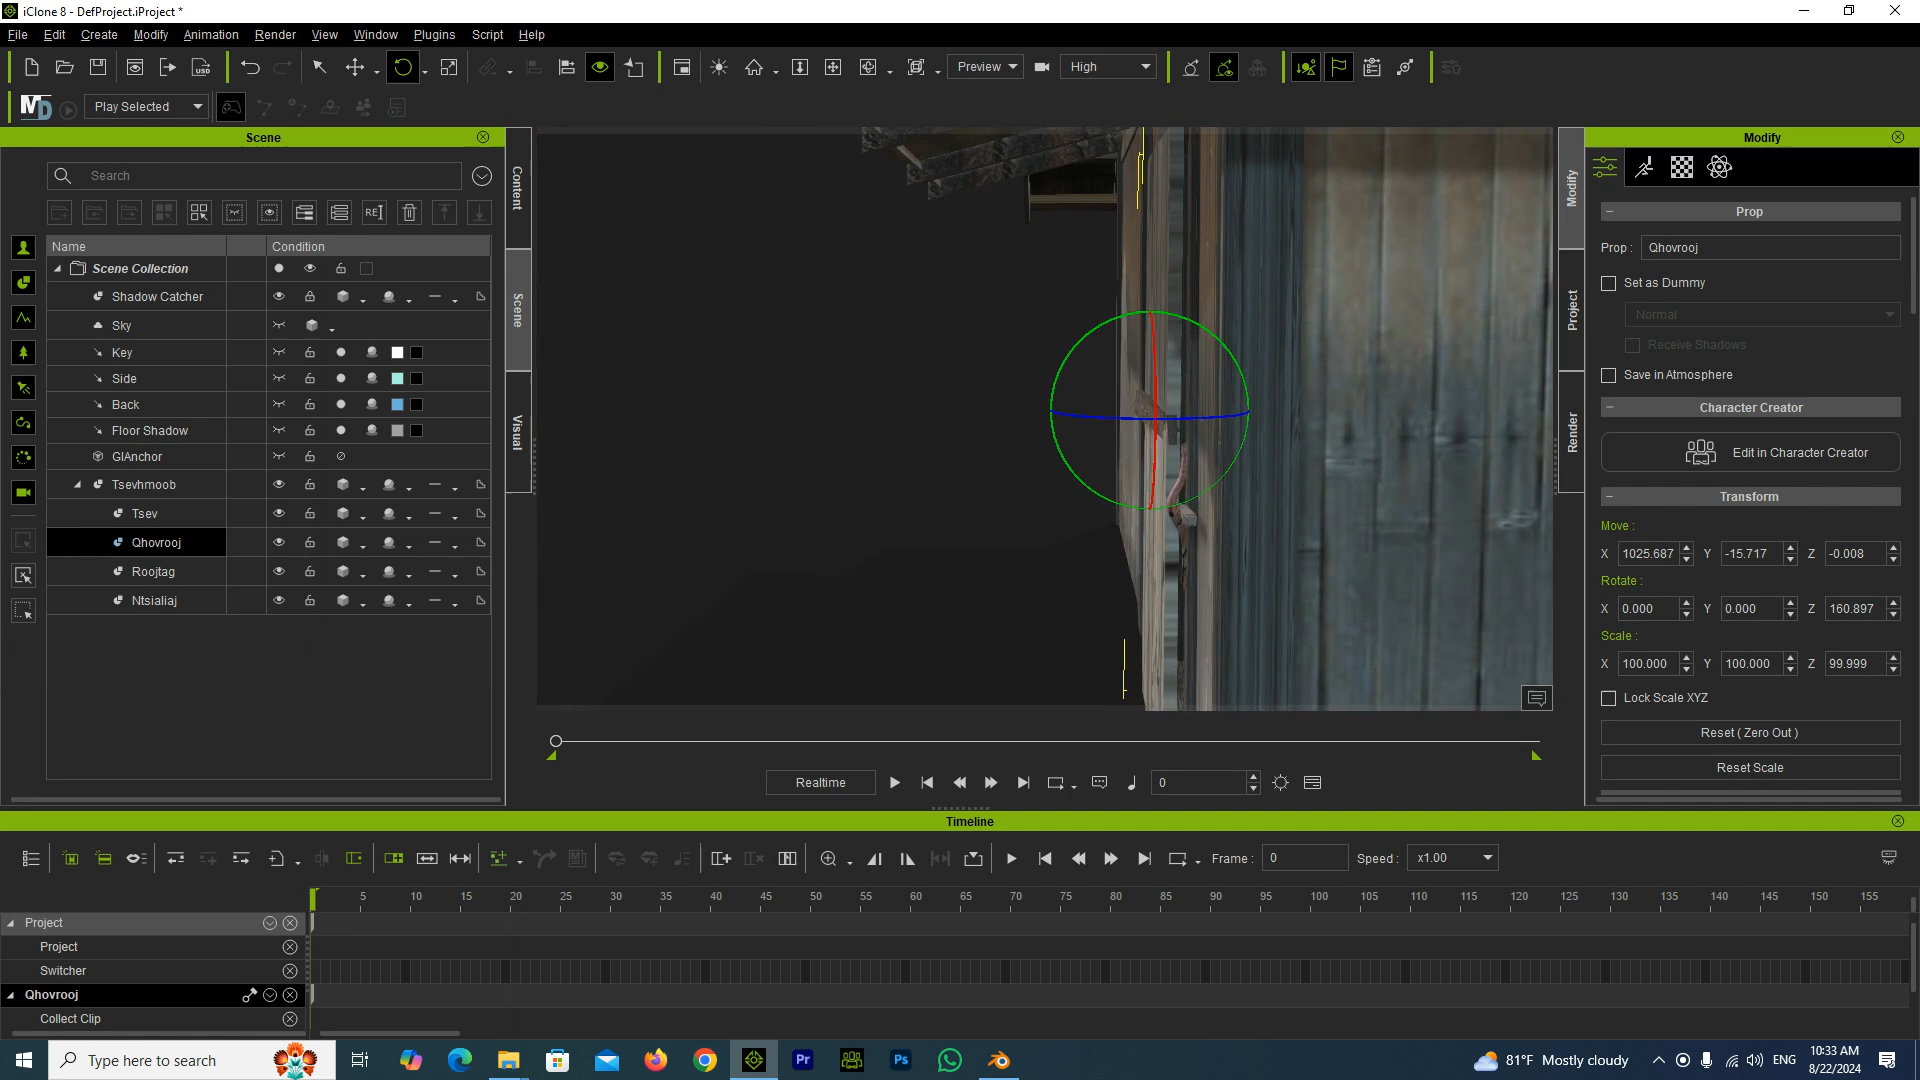 iClone 8 - DefProject.iProject *
File Edit Create Modify Animation Render View Window Plugins Script Help
Preview High
MD Play Selected
Scene
Search
Name Condition
Scene Collection
Shadow Catcher
Sky
Key
Side
Back
Floor Shadow
GIAnchor
Tsevhmoob
Tsev
Qhovrooj
Roojtag
Ntsialiaj
Content
Scene
Visual
Modify
Project
Render
Modify
Prop
Prop : Qhovrooj
Set as Dummy
Normal
Receive Shadows
Save in Atmosphere
Character Creator
Edit in Character Creator
Transform
Move :
X 1025.687 Y -15.717 Z -0.008
Rotate :
X 0.000 Y 0.000 Z 160.897
Scale :
X 100.000 Y 100.000 Z 99.999
Lock Scale XYZ
Reset ( Zero Out )
Reset Scale
Realtime 0
Timeline
Frame : 0 Speed : x1.00
5 10 15 20 25 30 35 40 45 50 55 60 65 70 75 80 85 90 95 100 105 110 115 120 125 130 135 140 145 150 155
Project
Project
Switcher
Qhovrooj
Collect Clip
Type here to search
Pr
Ps
81°F Mostly cloudy
ENG
10:33 AM
8/22/2024